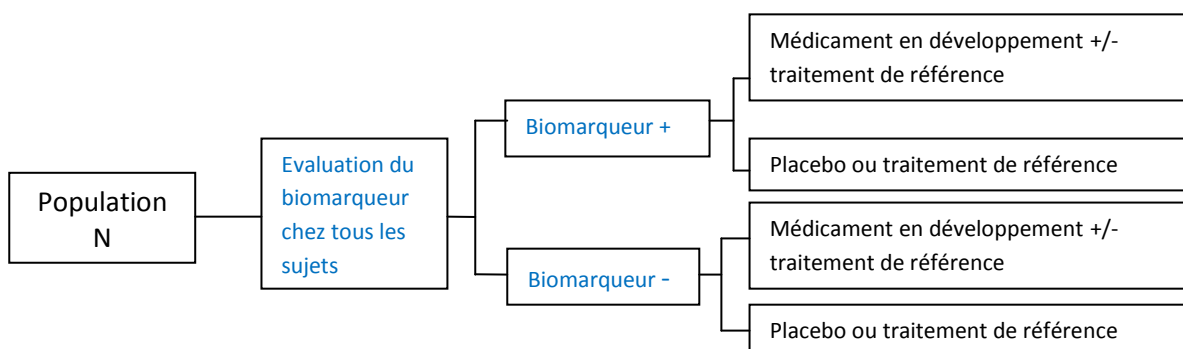 Population
N
Evaluation du
biomarqueur
chez tous les
sujets
Biomarqueur +
Médicament en développement +/-
traitement de référence
Placebo ou traitement de référence
Biomarqueur -
Médicament en développement +/-
traitement de référence
Placebo ou traitement de référence